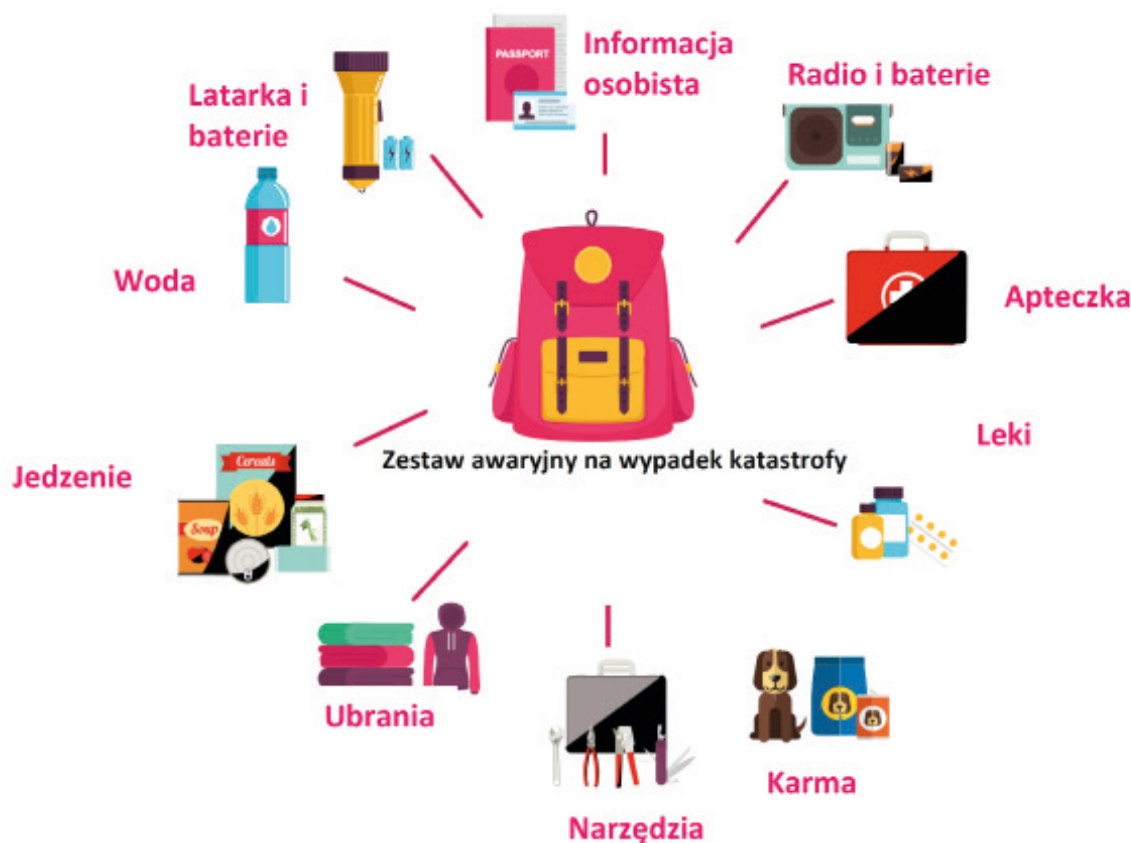 Informacja
osobista
PASSPORT
Radio i baterie
Latarka i
baterie
Woda
Apteczka
Leki
Zestaw awaryjny na wypadek katastrofy
Jedzenie
Cereals
Soup
Ubrania
Karma
Narzędzia